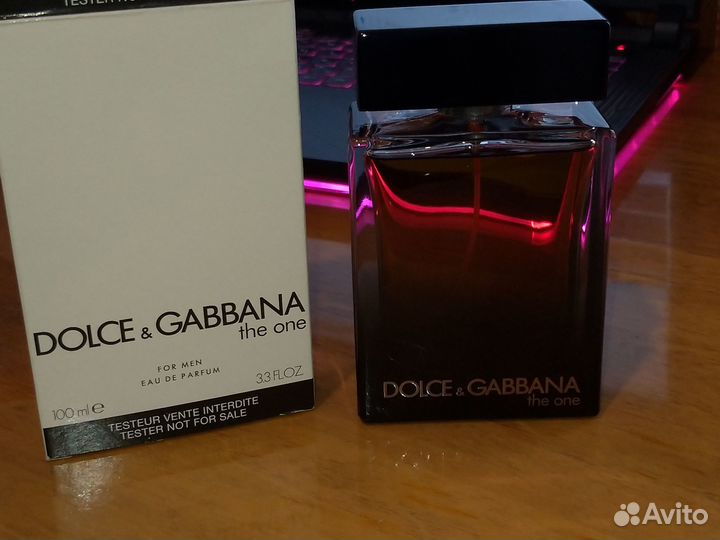 DOLCE & GABBANA
the one
FOR MEN
EAU DE PARFUM
100 ml e
3.3 FL.OZ
TESTEUR VENTE INTERDITE
TESTER NOT FOR SALE
DOLCE & GABBANA
the one
Avito